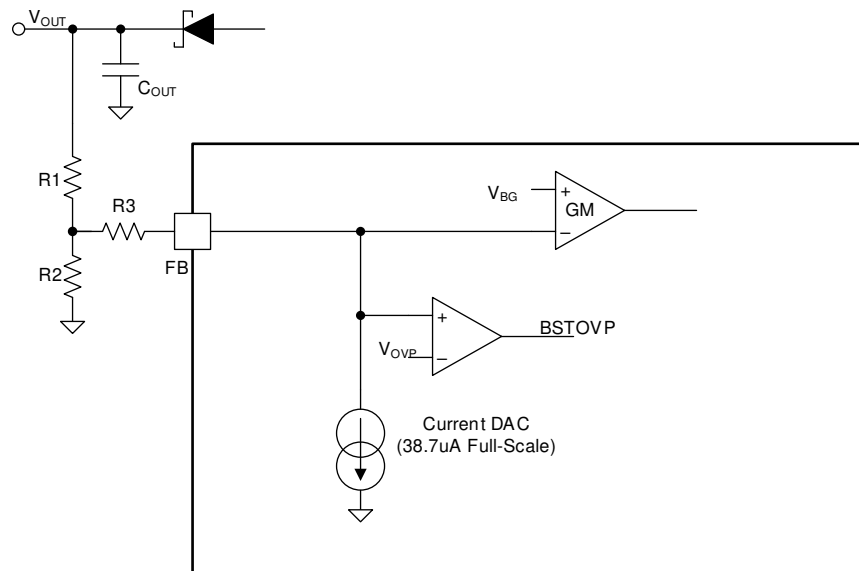 VOUT
COUT
R1
R3
VBG
+
GM
−
FB
R2
+
BSTOVP
VOVP
−
Current DAC
(38.7uA Full-Scale)